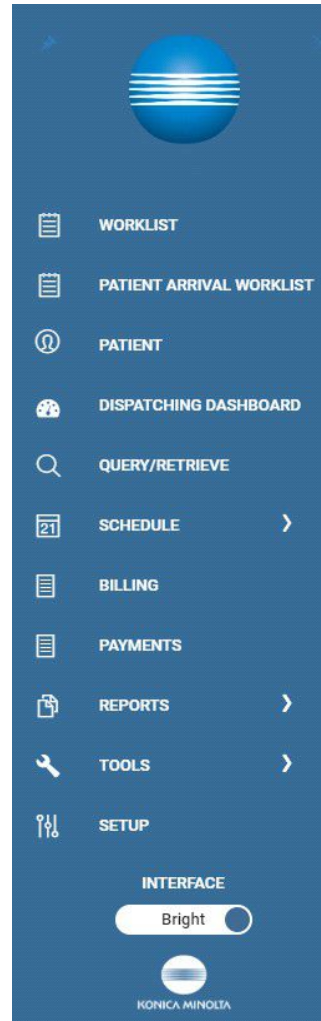 WORKLIST
PATIENT ARRIVAL WORKLIST
PATIENT
DISPATCHING DASHBOARD
QUERY/RETRIEVE
21 SCHEDULE
BILLING
PAYMENTS
REPORTS
TOOLS
SETUP
INTERFACE
Bright
KONICA MINOLTA